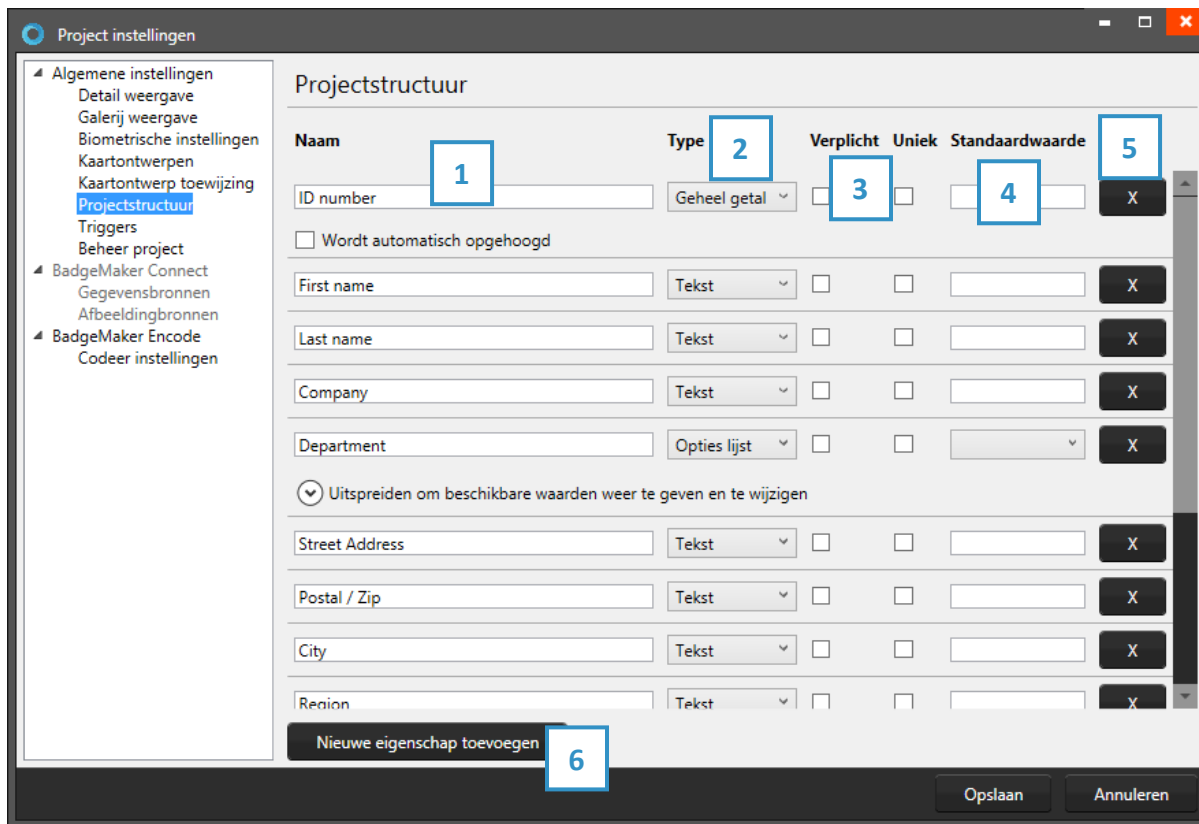 Project instellingen
Algemene instellingen
Detail weergave
Galerij weergave
Biometrische instellingen
Kaartontwerpen
Kaartontwerp toewijzing
Projectstructuur
Triggers
Beheer project
BadgeMaker Connect
Gegevensbronnen
Afbeeldingbronnen
BadgeMaker Encode
Codeer instellingen
Projectstructuur
Naam Type Verplicht Uniek Standaardwaarde
1 2 3 4 5
ID number Geheel getal X
Wordt automatisch opgehoogd
First name Tekst X
Last name Tekst X
Company Tekst X
Department Opties lijst X
Uitspreiden om beschikbare waarden weer te geven en te wijzigen
Street Address Tekst X
Postal / Zip Tekst X
City Tekst X
Region Tekst X
Nieuwe eigenschap toevoegen 6
Opslaan Annuleren